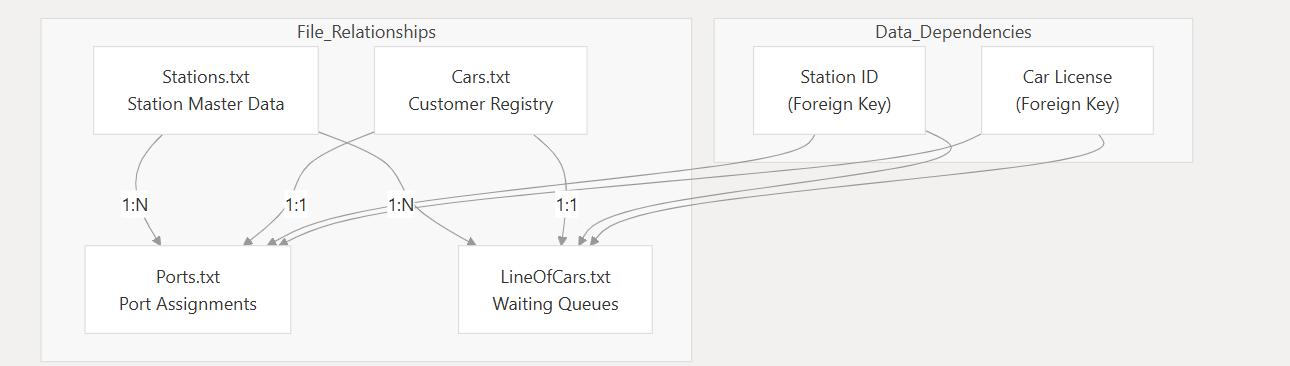 File_Relationships
Data_Dependencies
Stations.txt
Station Master Data
Cars.txt
Customer Registry
Station ID
(Foreign Key)
Car License
(Foreign Key)
1:N
1:1
1:N
1:1
Ports.txt
Port Assignments
LineOfCars.txt
Waiting Queues